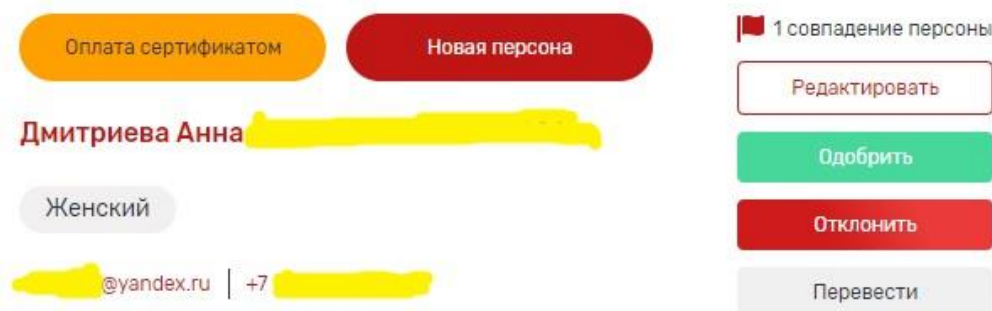 Оплата сертификатом
Новая персона
Дмитриева Анна
Женский
@yandex.ru | +7
1 совпадение персоны
Редактировать
Одобрить
Отклонить
Перевести